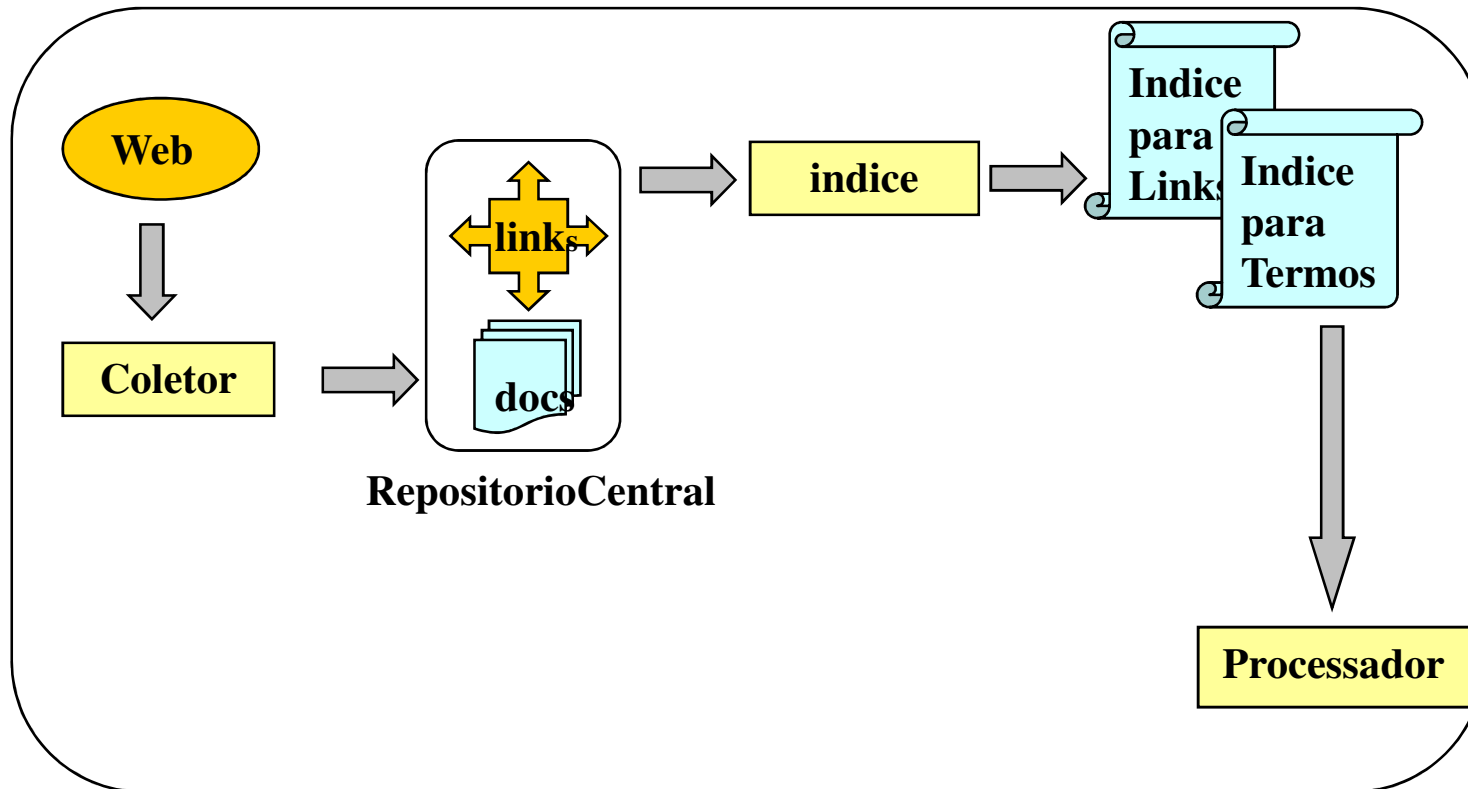 Web
Coletor
links
docs
RepositorioCentral
indice
Indice
para
Links
Indice
para
Termos
Processador